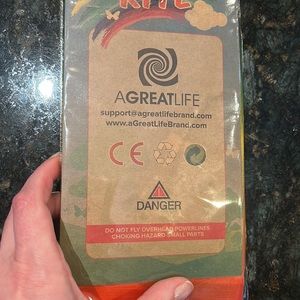 KITE
AGREATLIFE
support@agreatlifebrand.com
www.aGreatLifeBrand.com
CE
DANGER
DO NOT FLY OVERHEAD POWERLINES
CHOKING HAZARD SMALL PARTS